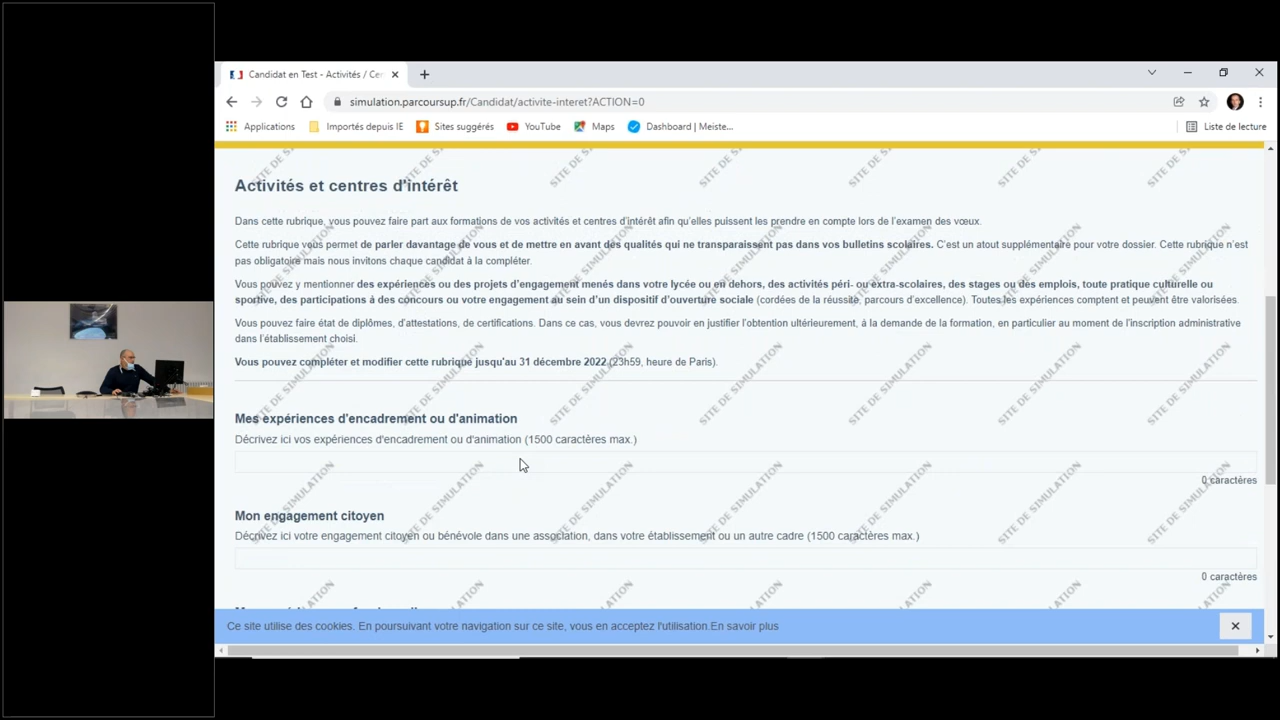 Candidat en Test - Activités / Cer
simulation.parcoursup.fr/Candidat/activite-interet?ACTION=0
Applications Importés depuis IE Sites suggérés YouTube Maps Dashboard | Meiste... Liste de lecture
Activités et centres d'intérêt
Dans cette rubrique, vous pouvez faire part aux formations de vos activités et centres d'intérêt afin qu'elles puissent les prendre en compte lors de l'examen des vœux.
Cette rubrique vous permet de parler davantage de vous et de mettre en avant des qualités qui ne transparaissent pas dans vos bulletins scolaires. C'est un atout supplémentaire pour votre dossier. Cette rubrique n'est
pas obligatoire mais nous invitons chaque candidat à la compléter.
Vous pouvez y mentionner des expériences ou des projets d'engagement menés dans votre lycée ou en dehors, des activités péri- ou extra-scolaires, des stages ou des emplois, toute pratique culturelle ou
sportive, des participations à des concours ou votre engagement au sein d'un dispositif d'ouverture sociale (cordées de la réussite, parcours d'excellence). Toutes les expériences comptent et peuvent être valorisées.
Vous pouvez faire état de diplômes, d'attestations, de certifications. Dans ce cas, vous devrez pouvoir en justifier l'obtention ultérieurement, à la demande de la formation, en particulier au moment de l'inscription administrative
dans l'établissement choisi.
Vous pouvez compléter et modifier cette rubrique jusqu'au 31 décembre 2022 (23h59, heure de Paris).
Mes expériences d'encadrement ou d'animation
Décrivez ici vos expériences d'encadrement ou d'animation (1500 caractères max.)
0 caractères
Mon engagement citoyen
Décrivez ici votre engagement citoyen ou bénévole dans une association, dans votre établissement ou un autre cadre (1500 caractères max.)
0 caractères
Ce site utilise des cookies. En poursuivant votre navigation sur ce site, vous en acceptez l'utilisation.En savoir plus
SITE DE SIMULATION